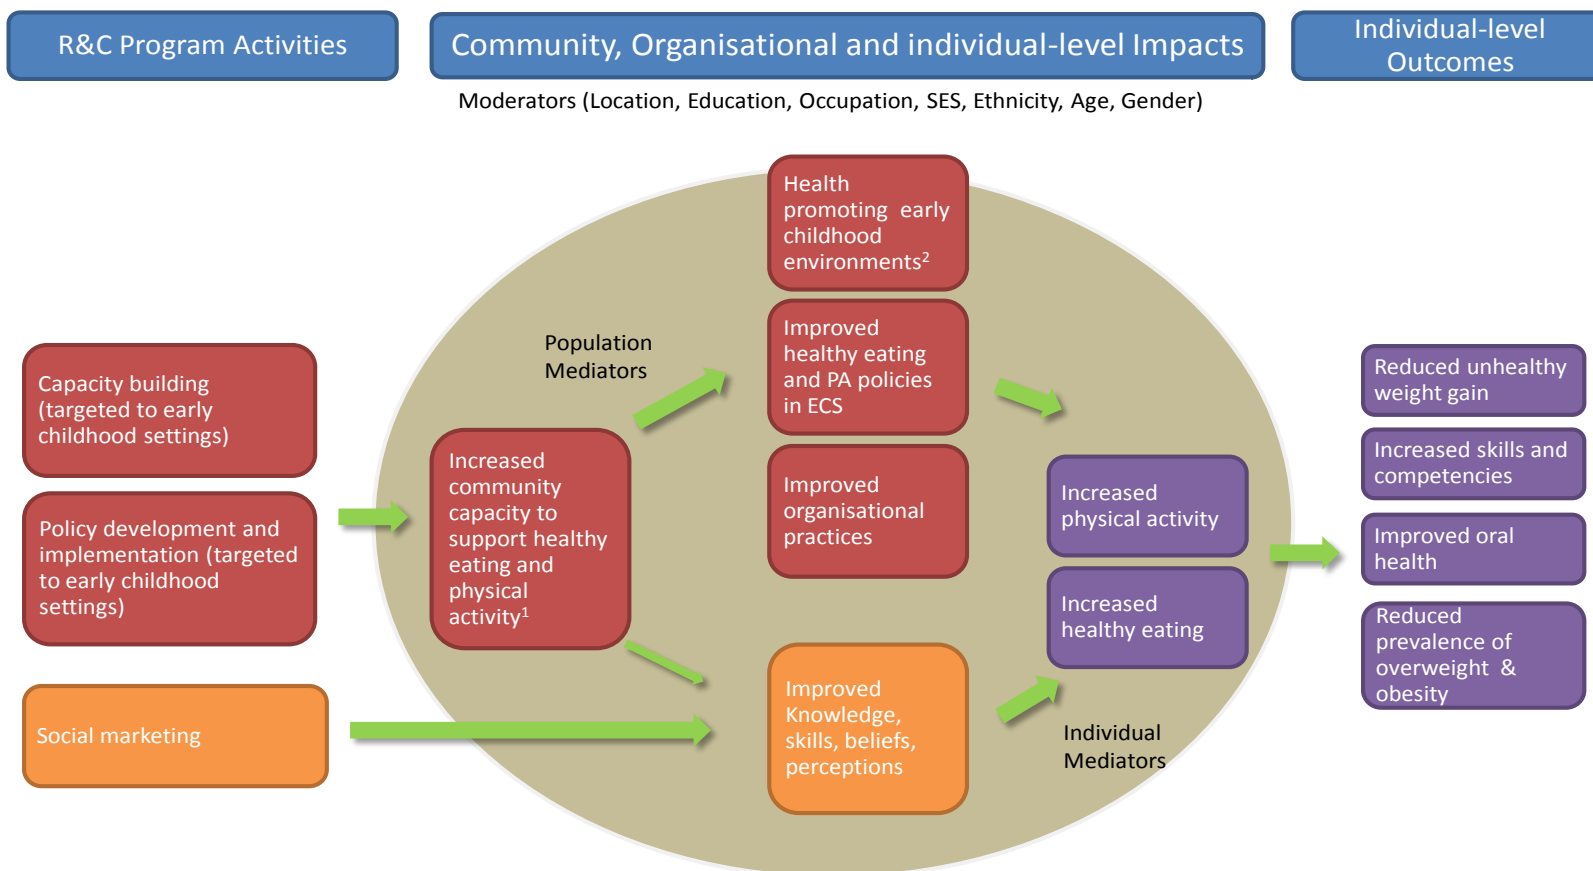 R&C Program Activities
Community, Organisational and individual-level Impacts
Individual-level
Outcomes
Moderators (Location, Education, Occupation, SES, Ethnicity, Age, Gender)
Capacity building
(targeted to early
childhood settings)
Policy development and
implementation (targeted
to early childhood
settings)
Social marketing
Population
Mediators
Increased
community
capacity to
support healthy
eating and
physical
activity¹
Health
promoting early
childhood
environments²
Improved
healthy eating
and PA policies
in ECS
Improved
organisational
practices
Improved
Knowledge,
skills, beliefs,
perceptions
Increased
physical activity
Increased
healthy eating
Individual
Mediators
Reduced unhealthy
weight gain
Increased skills and
competencies
Improved oral
health
Reduced
prevalence of
overweight &
obesity